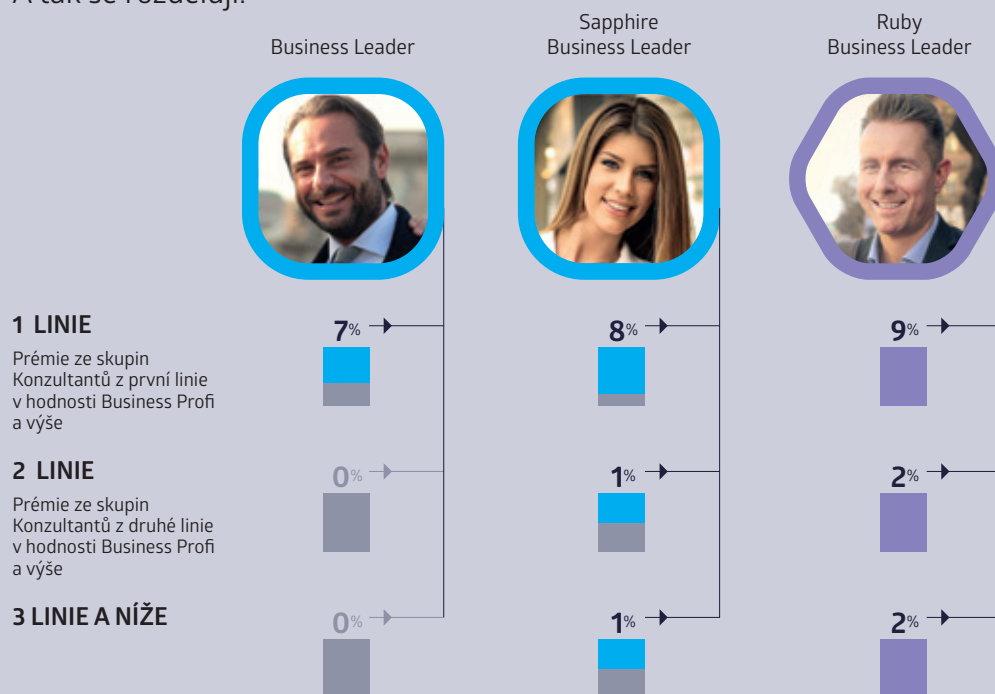 Business Leader
Sapphire
Business Leader
Ruby
Business Leader
1 LINIE
Prémie ze skupin
Konzultantů z první linie
v hodnosti Business Profi
a výše
7%
8%
9%
2 LINIE
Prémie ze skupin
Konzultantů z druhé linie
v hodnosti Business Profi
a výše
0%
1%
2%
3 LINIE A NÍŽE
0%
1%
2%